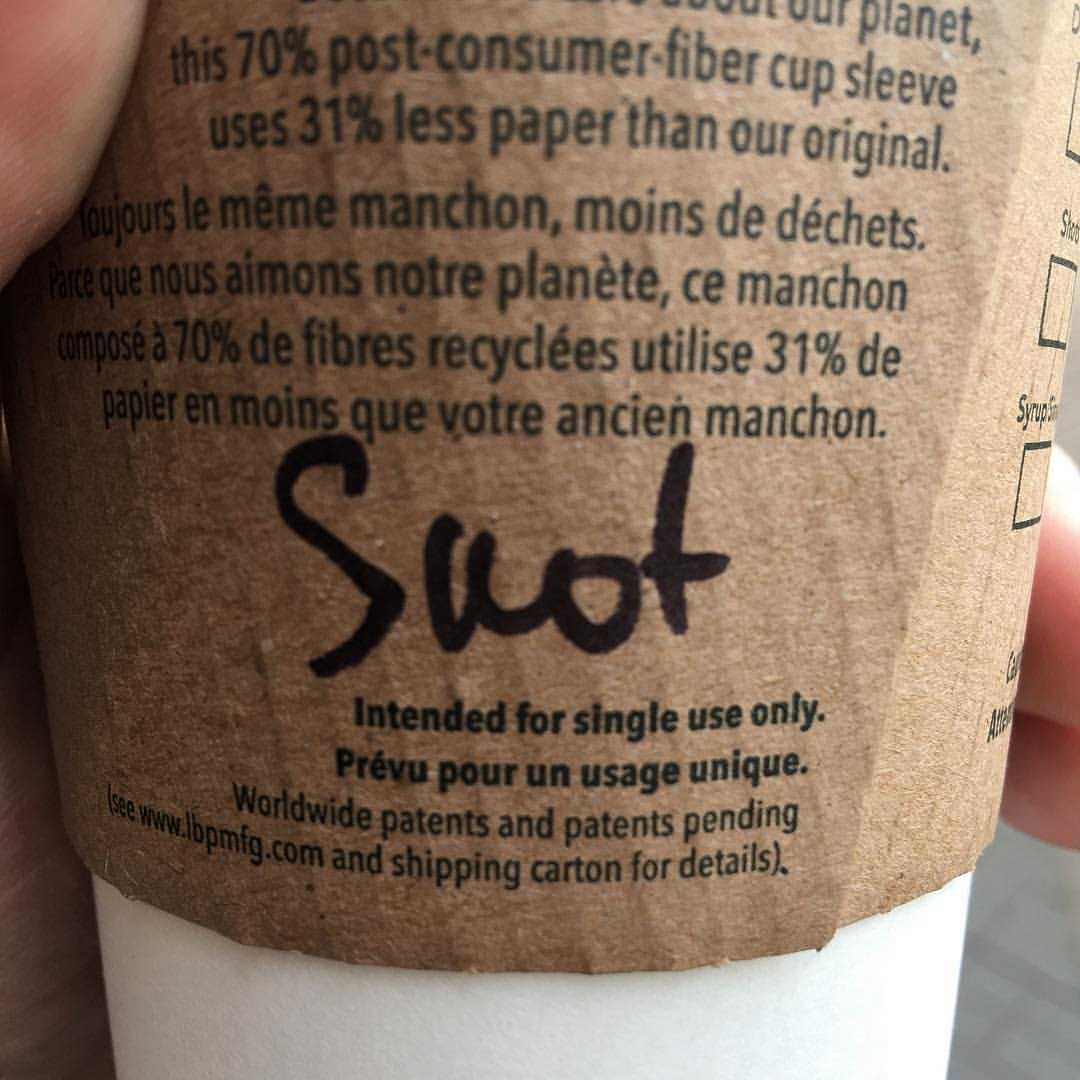 about our planet,
this 70% post-consumer-fiber cup sleeve
uses 31% less paper than our original.
Toujours le même manchon, moins de déchets.
Parce que nous aimons notre planète, ce manchon
composé à 70% de fibres recyclées utilise 31% de
papier en moins que votre ancien manchon.
Suot
Intended for single use only.
Prévu pour un usage unique.
Worldwide patents and patents pending
(see www.lbpmfg.com and shipping carton for details).
Syrup